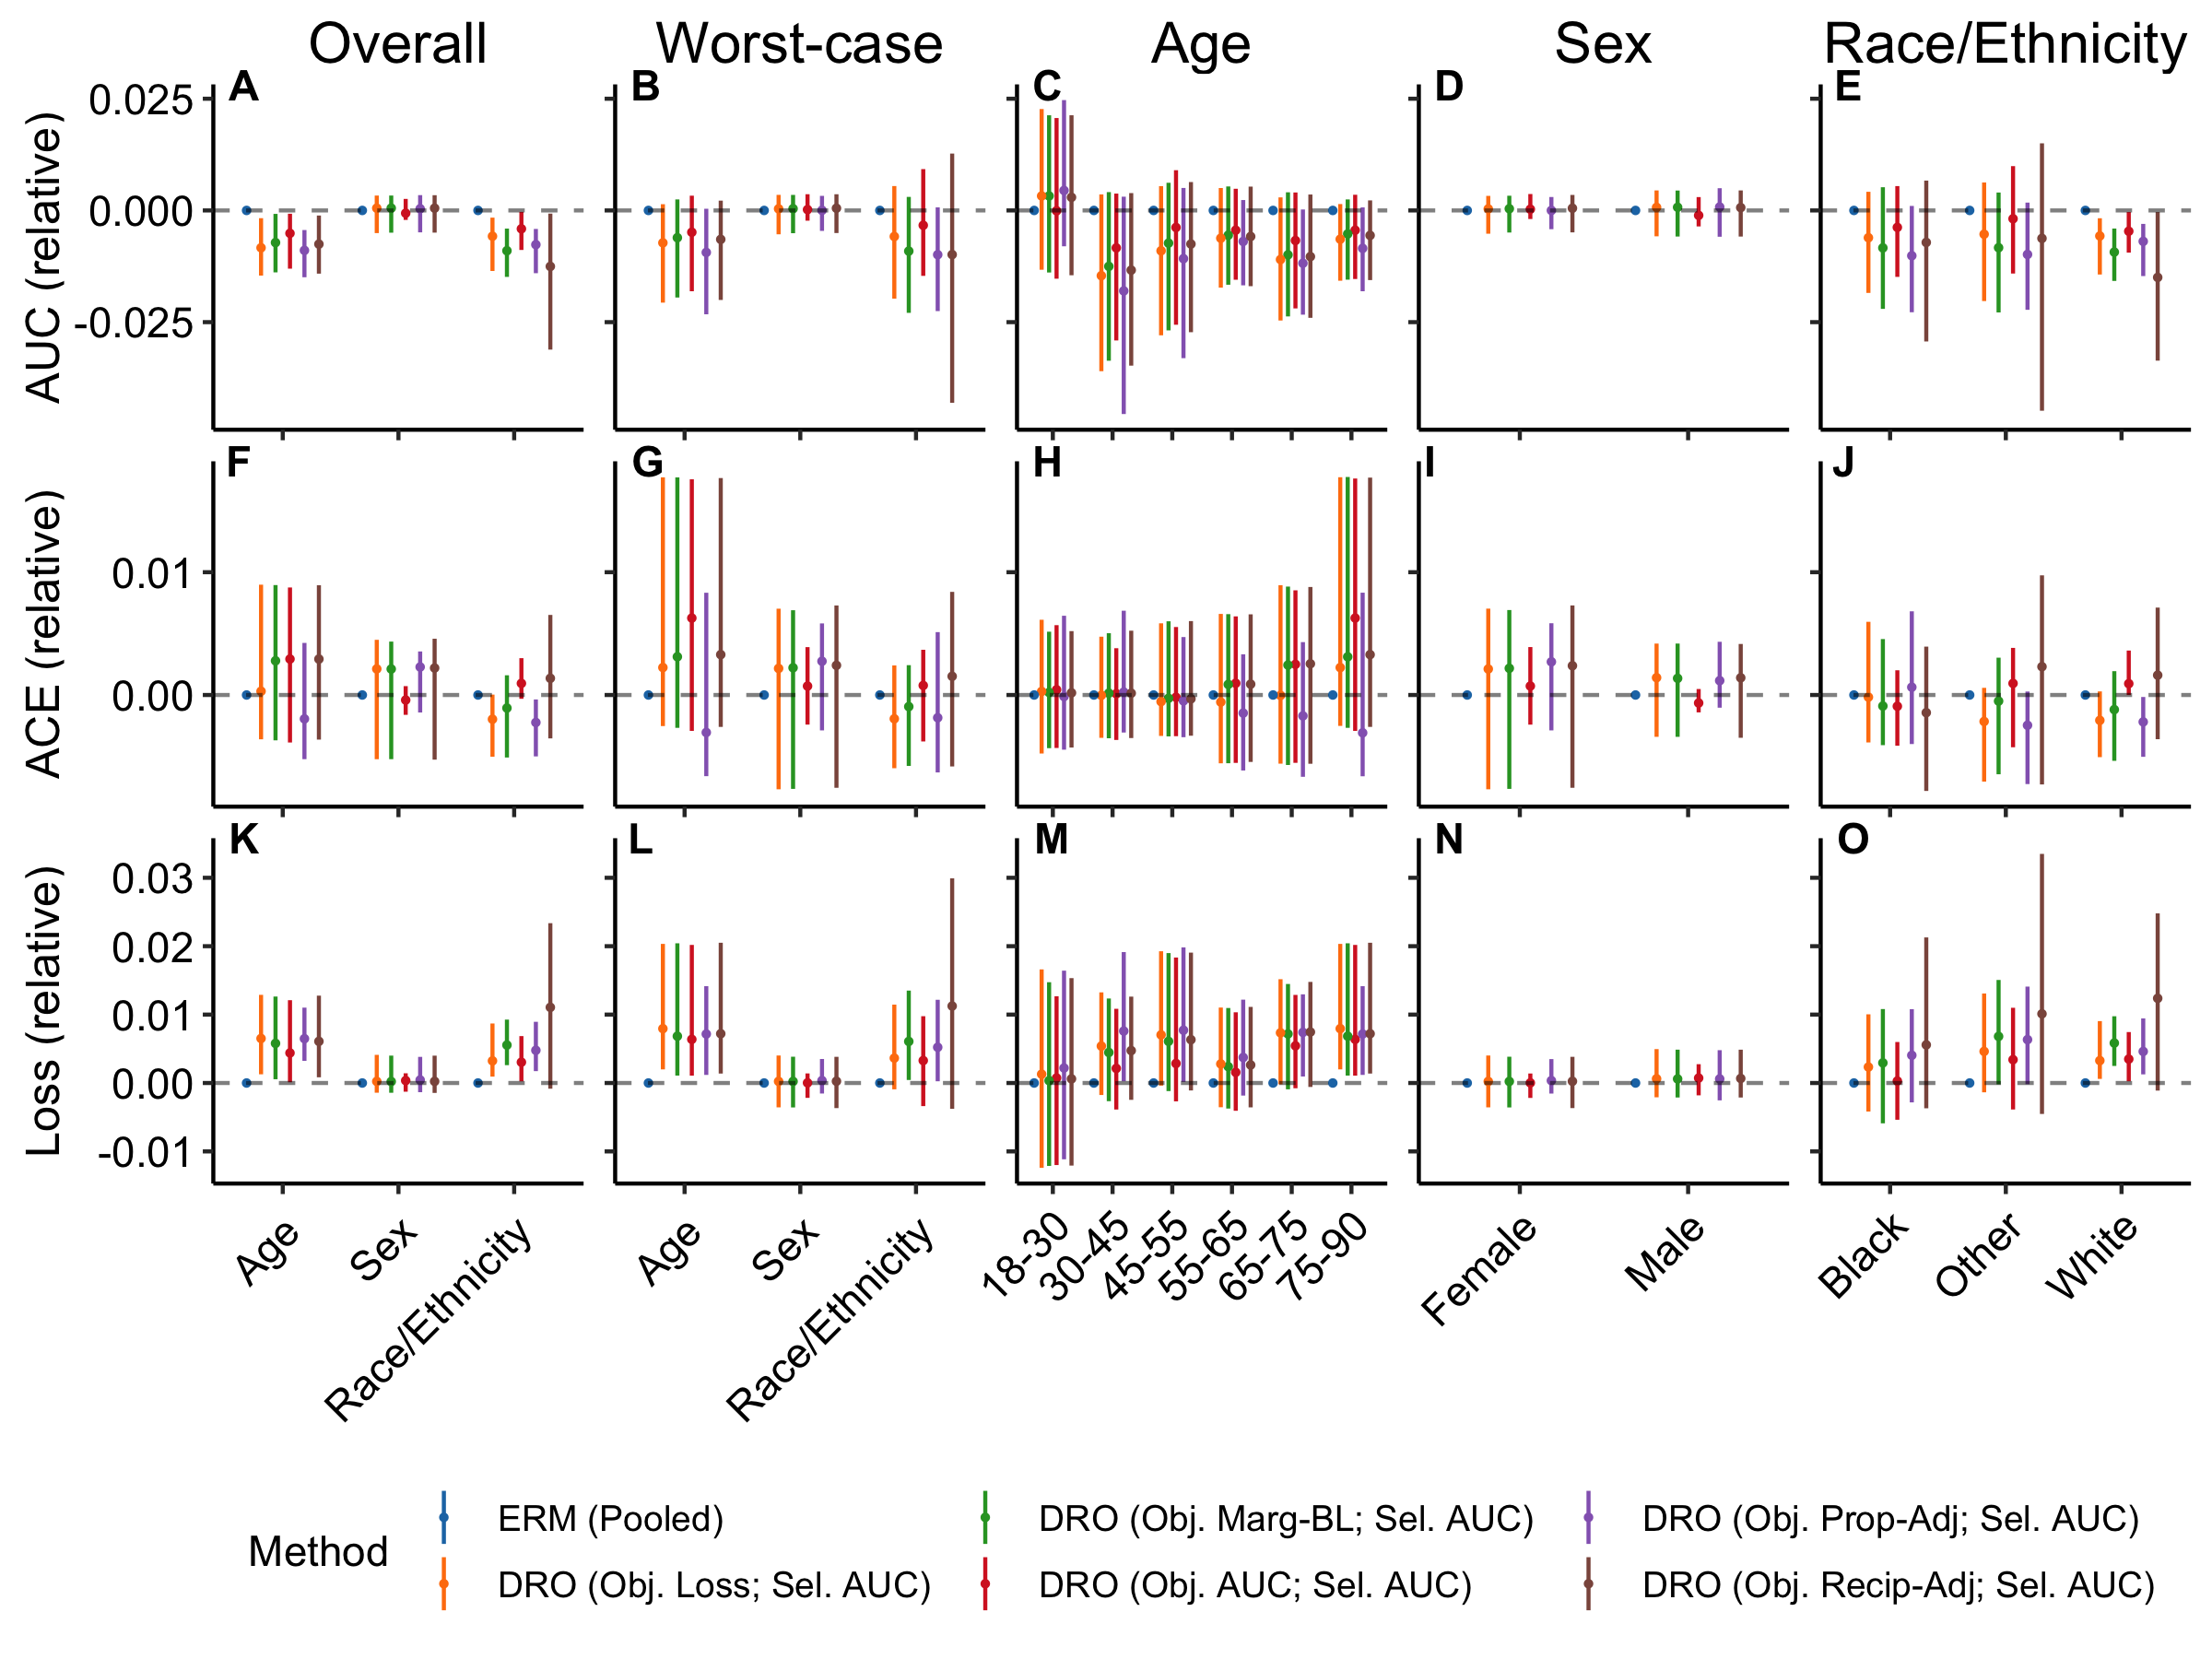 Overall Worst-case Age Sex Race/Ethnicity
A B C D E
AUC (relative)
0.025
0.000
-0.025
F G H I J
ACE (relative)
0.01
0.00
K L M N O
Loss (relative)
0.03
0.02
0.01
0.00
-0.01
Age Sex Race/Ethnicity Age Sex Race/Ethnicity 18-30 30-45 45-55 55-65 65-75 75-90 Female Male Black Other White
Method
ERM (Pooled) DRO (Obj. Marg-BL; Sel. AUC) DRO (Obj. Prop-Adj; Sel. AUC)
DRO (Obj. Loss; Sel. AUC) DRO (Obj. AUC; Sel. AUC) DRO (Obj. Recip-Adj; Sel. AUC)